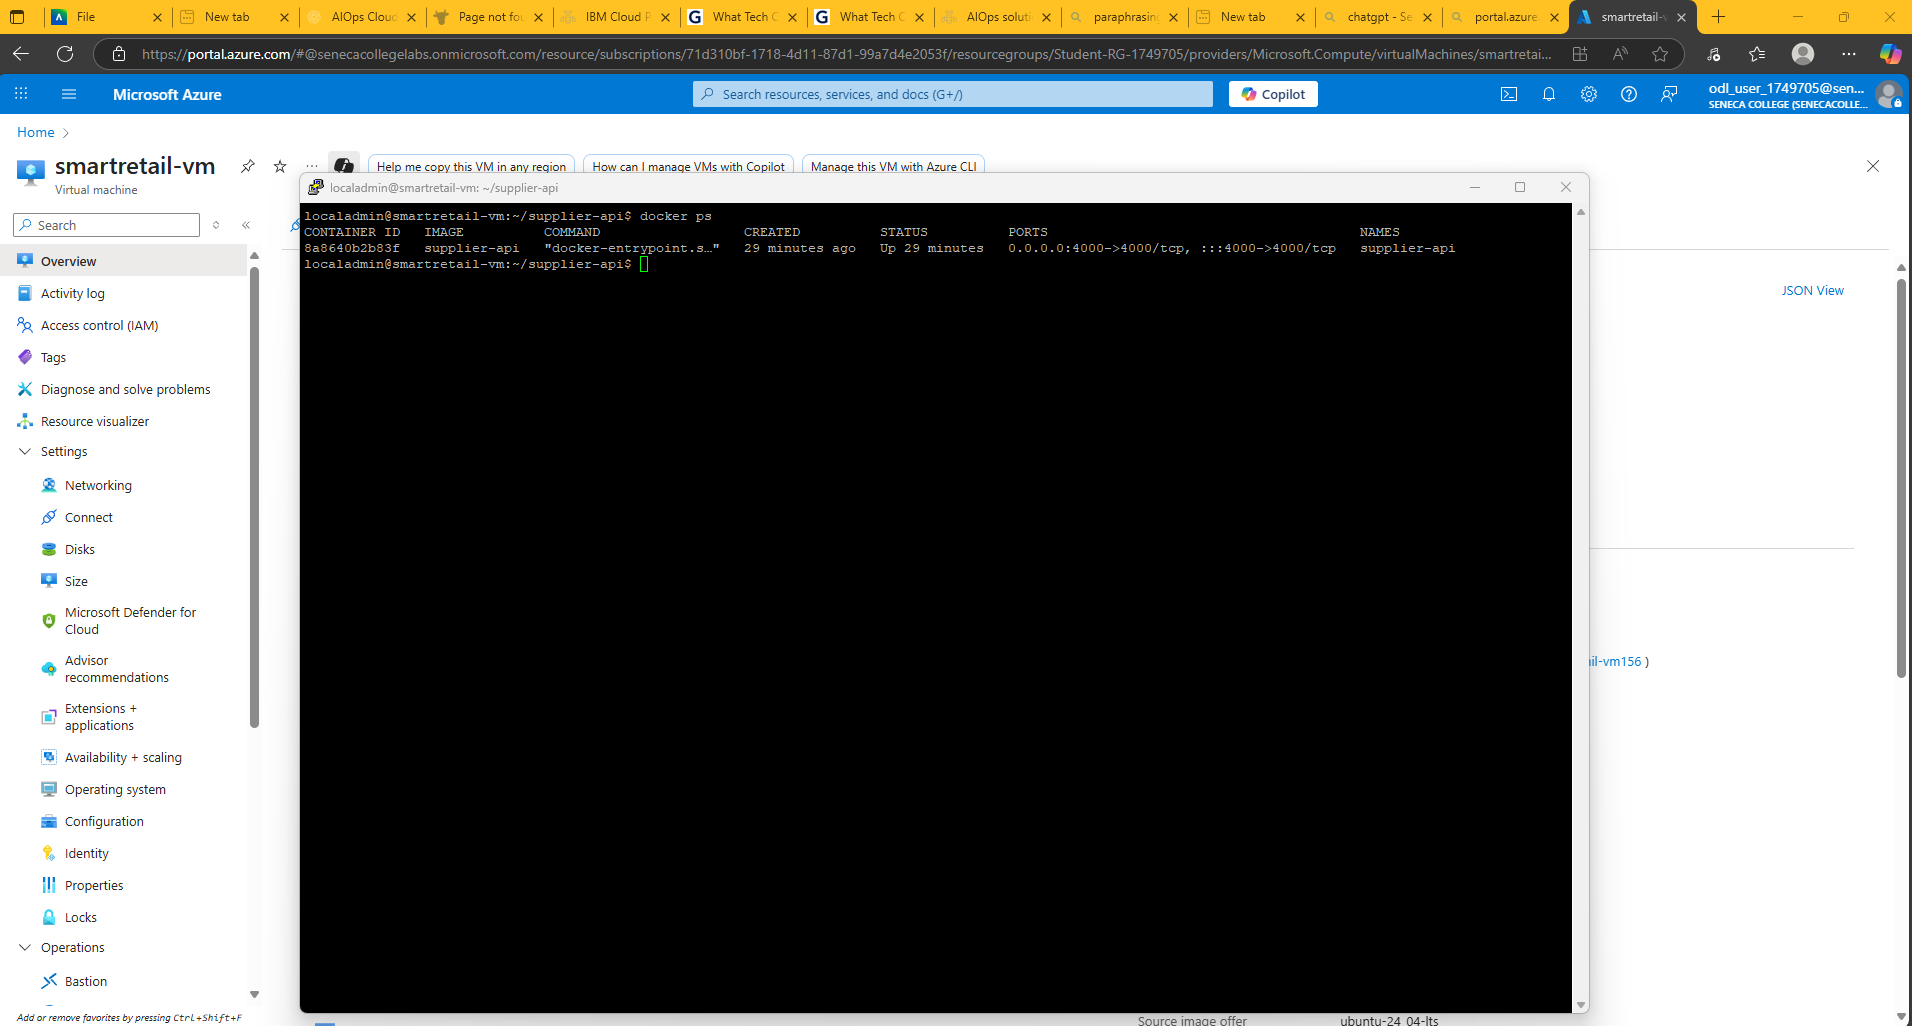 File
New tab
AIOps Cloud
Page not fou
IBM Cloud P
What Tech C
What Tech C
AIOps soluti
paraphrasing
New tab
chatgpt - Se
portal.azure.
smartretail-v
https://portal.azure.com/#@senecacollegelabs.onmicrosoft.com/resource/subscriptions/71d310bf-1718-4d11-87d1-99a7d4e2053f/resourcegroups/Student-RG-1749705/providers/Microsoft.Compute/virtualMachines/smartretai...
Microsoft Azure
Search resources, services, and docs (G+/)
Copilot
odl_user_1749705@sen...
SENECA COLLEGE (SENECACOLLE...
Home
smartretail-vm
Virtual machine
Help me copy this VM in any region
How can I manage VMs with Copilot
Manage this VM with Azure CLI
Search
Overview
Activity log
Access control (IAM)
Tags
Diagnose and solve problems
Resource visualizer
Settings
Networking
Connect
Disks
Size
Microsoft Defender for
Cloud
Advisor
recommendations
Extensions +
applications
Availability + scaling
Operating system
Configuration
Identity
Properties
Locks
Operations
Bastion
Add or remove favorites by pressing Ctrl+Shift+F
localadmin@smartretail-vm: ~/supplier-api
localadmin@smartretail-vm:~/supplier-api$ docker ps
CONTAINER ID IMAGE COMMAND CREATED STATUS PORTS NAMES
8a8640b2b83f supplier-api "docker-entrypoint.s…" 29 minutes ago Up 29 minutes 0.0.0.0:4000->4000/tcp, :::4000->4000/tcp supplier-api
localadmin@smartretail-vm:~/supplier-api$
JSON View
il-vm156 )
Source image offer
ubuntu-24_04-lts